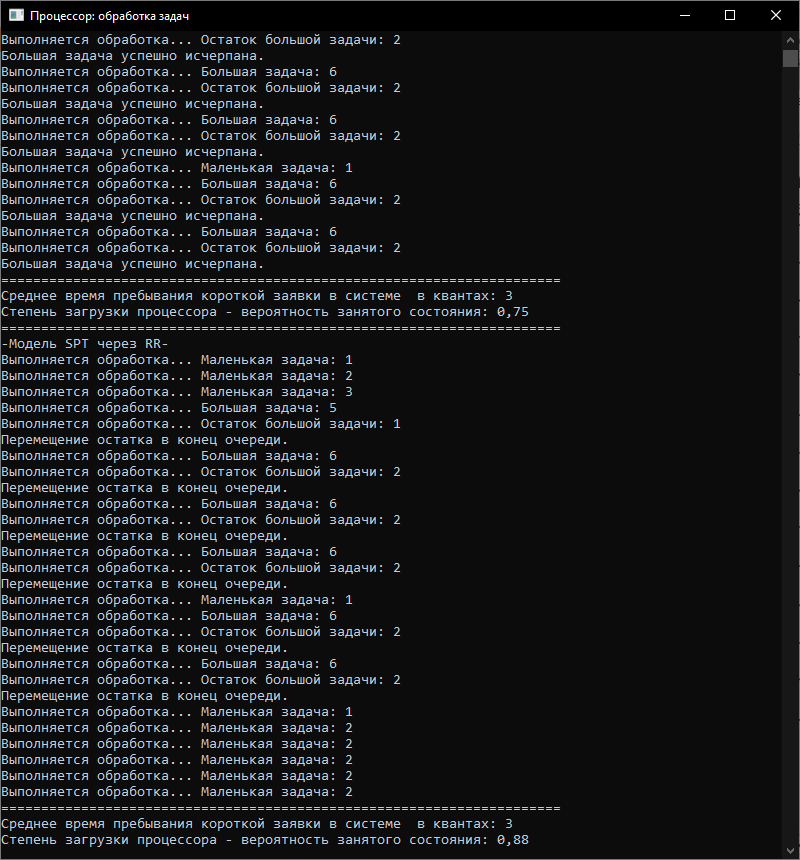 Процессор: обработка задач
Выполняется обработка... Остаток большой задачи: 2
Большая задача успешно исчерпана.
Выполняется обработка... Большая задача: 6
Выполняется обработка... Остаток большой задачи: 2
Большая задача успешно исчерпана.
Выполняется обработка... Большая задача: 6
Выполняется обработка... Остаток большой задачи: 2
Большая задача успешно исчерпана.
Выполняется обработка... Маленькая задача: 1
Выполняется обработка... Большая задача: 6
Выполняется обработка... Остаток большой задачи: 2
Большая задача успешно исчерпана.
Выполняется обработка... Большая задача: 6
Выполняется обработка... Остаток большой задачи: 2
Большая задача успешно исчерпана.
======================================================================
Среднее время пребывания короткой заявки в системе  в квантах: 3
Степень загрузки процессора - вероятность занятого состояния: 0,75
======================================================================
-Модель SPT через RR-
Выполняется обработка... Маленькая задача: 1
Выполняется обработка... Маленькая задача: 2
Выполняется обработка... Маленькая задача: 3
Выполняется обработка... Большая задача: 5
Выполняется обработка... Остаток большой задачи: 1
Перемещение остатка в конец очереди.
Выполняется обработка... Большая задача: 6
Выполняется обработка... Остаток большой задачи: 2
Перемещение остатка в конец очереди.
Выполняется обработка... Большая задача: 6
Выполняется обработка... Остаток большой задачи: 2
Перемещение остатка в конец очереди.
Выполняется обработка... Большая задача: 6
Выполняется обработка... Остаток большой задачи: 2
Перемещение остатка в конец очереди.
Выполняется обработка... Маленькая задача: 1
Выполняется обработка... Большая задача: 6
Выполняется обработка... Остаток большой задачи: 2
Перемещение остатка в конец очереди.
Выполняется обработка... Большая задача: 6
Выполняется обработка... Остаток большой задачи: 2
Перемещение остатка в конец очереди.
Выполняется обработка... Маленькая задача: 1
Выполняется обработка... Маленькая задача: 2
Выполняется обработка... Маленькая задача: 2
Выполняется обработка... Маленькая задача: 2
Выполняется обработка... Маленькая задача: 2
Выполняется обработка... Маленькая задача: 2
======================================================================
Среднее время пребывания короткой заявки в системе  в квантах: 3
Степень загрузки процессора - вероятность занятого состояния: 0,88